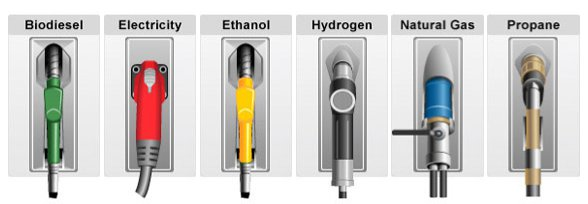 Biodiesel
Electricity
Ethanol
Hydrogen
Natural Gas
Propane